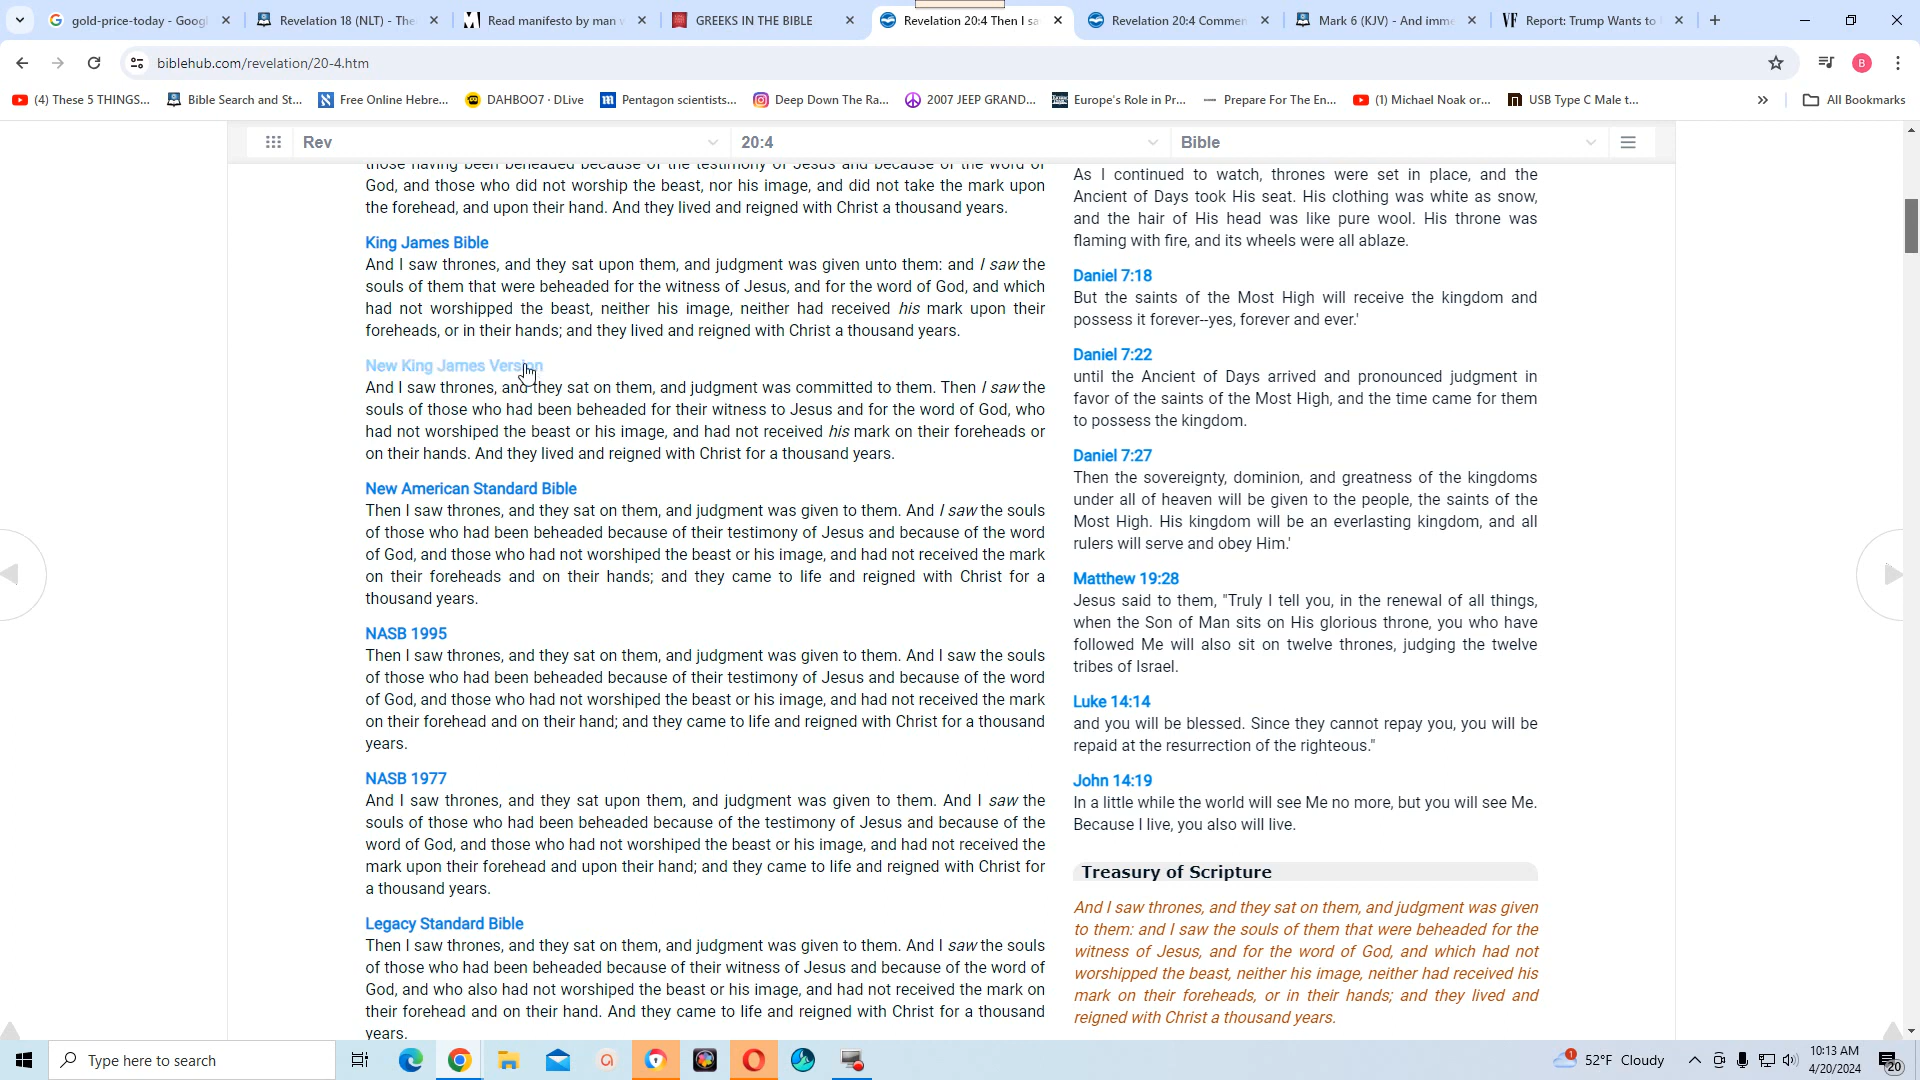 gold-price-today - Googl
Revelation 18 (NLT) - The
Read manifesto by man w
GREEKS IN THE BIBLE
Revelation 20:4 Then I sa
Revelation 20:4 Commen
Mark 6 (KJV) - And imme
Report: Trump Wants to
biblehub.com/revelation/20-4.htm
B
(4) These 5 THINGS...
Bible Search and St...
Free Online Hebre...
DAHBOO7 · DLive
Pentagon scientists...
Deep Down The Ra...
2007 JEEP GRAND...
Europe's Role in Pr...
Prepare For The En...
(1) Michael Noak or...
USB Type C Male t...
All Bookmarks
Rev
20:4
Bible
those having been beheaded because of the testimony of Jesus and because of the word of
God, and those who did not worship the beast, nor his image, and did not take the mark upon
the forehead, and upon their hand. And they lived and reigned with Christ a thousand years.
King James Bible
And I saw thrones, and they sat upon them, and judgment was given unto them: and I saw the
souls of them that were beheaded for the witness of Jesus, and for the word of God, and which
had not worshipped the beast, neither his image, neither had received his mark upon their
foreheads, or in their hands; and they lived and reigned with Christ a thousand years.
New King James Version
And I saw thrones, and they sat on them, and judgment was committed to them. Then I saw the
souls of those who had been beheaded for their witness to Jesus and for the word of God, who
had not worshiped the beast or his image, and had not received his mark on their foreheads or
on their hands. And they lived and reigned with Christ for a thousand years.
New American Standard Bible
Then I saw thrones, and they sat on them, and judgment was given to them. And I saw the souls
of those who had been beheaded because of their testimony of Jesus and because of the word
of God, and those who had not worshiped the beast or his image, and had not received the mark
on their foreheads and on their hands; and they came to life and reigned with Christ for a
thousand years.
NASB 1995
Then I saw thrones, and they sat on them, and judgment was given to them. And I saw the souls
of those who had been beheaded because of their testimony of Jesus and because of the word
of God, and those who had not worshiped the beast or his image, and had not received the mark
on their forehead and on their hand; and they came to life and reigned with Christ for a thousand
years.
NASB 1977
And I saw thrones, and they sat upon them, and judgment was given to them. And I saw the
souls of those who had been beheaded because of the testimony of Jesus and because of the
word of God, and those who had not worshiped the beast or his image, and had not received the
mark upon their forehead and upon their hand; and they came to life and reigned with Christ for
a thousand years.
Legacy Standard Bible
Then I saw thrones, and they sat on them, and judgment was given to them. And I saw the souls
of those who had been beheaded because of their witness of Jesus and because of the word of
God, and who also had not worshiped the beast or his image, and had not received the mark on
their forehead and on their hand. And they came to life and reigned with Christ for a thousand
years.
As I continued to watch, thrones were set in place, and the
Ancient of Days took His seat. His clothing was white as snow,
and the hair of His head was like pure wool. His throne was
flaming with fire, and its wheels were all ablaze.
Daniel 7:18
But the saints of the Most High will receive the kingdom and
possess it forever--yes, forever and ever.'
Daniel 7:22
until the Ancient of Days arrived and pronounced judgment in
favor of the saints of the Most High, and the time came for them
to possess the kingdom.
Daniel 7:27
Then the sovereignty, dominion, and greatness of the kingdoms
under all of heaven will be given to the people, the saints of the
Most High. His kingdom will be an everlasting kingdom, and all
rulers will serve and obey Him.'
Matthew 19:28
Jesus said to them, "Truly I tell you, in the renewal of all things,
when the Son of Man sits on His glorious throne, you who have
followed Me will also sit on twelve thrones, judging the twelve
tribes of Israel.
Luke 14:14
and you will be blessed. Since they cannot repay you, you will be
repaid at the resurrection of the righteous."
John 14:19
In a little while the world will see Me no more, but you will see Me.
Because I live, you also will live.
Treasury of Scripture
And I saw thrones, and they sat on them, and judgment was given
to them: and I saw the souls of them that were beheaded for the
witness of Jesus, and for the word of God, and which had not
worshipped the beast, neither his image, neither had received his
mark on their foreheads, or in their hands; and they lived and
reigned with Christ a thousand years.
Type here to search
1
52°F Cloudy
10:13 AM
4/20/2024
20